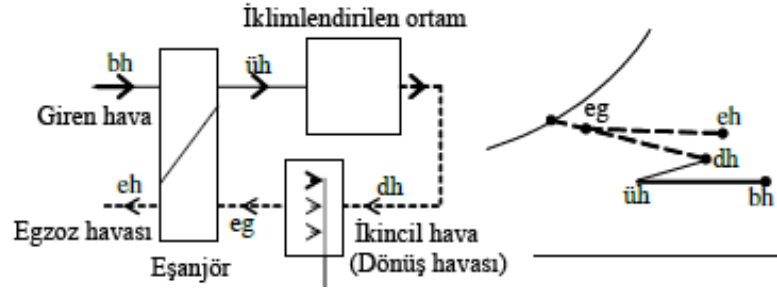 İklimlendirilen ortam
bh
üh
Giren hava
eh
eg
dh
Egzoz havası
Eşanjör
İkincil hava
(Dönüş havası)
eg
eh
dh
üh
bh